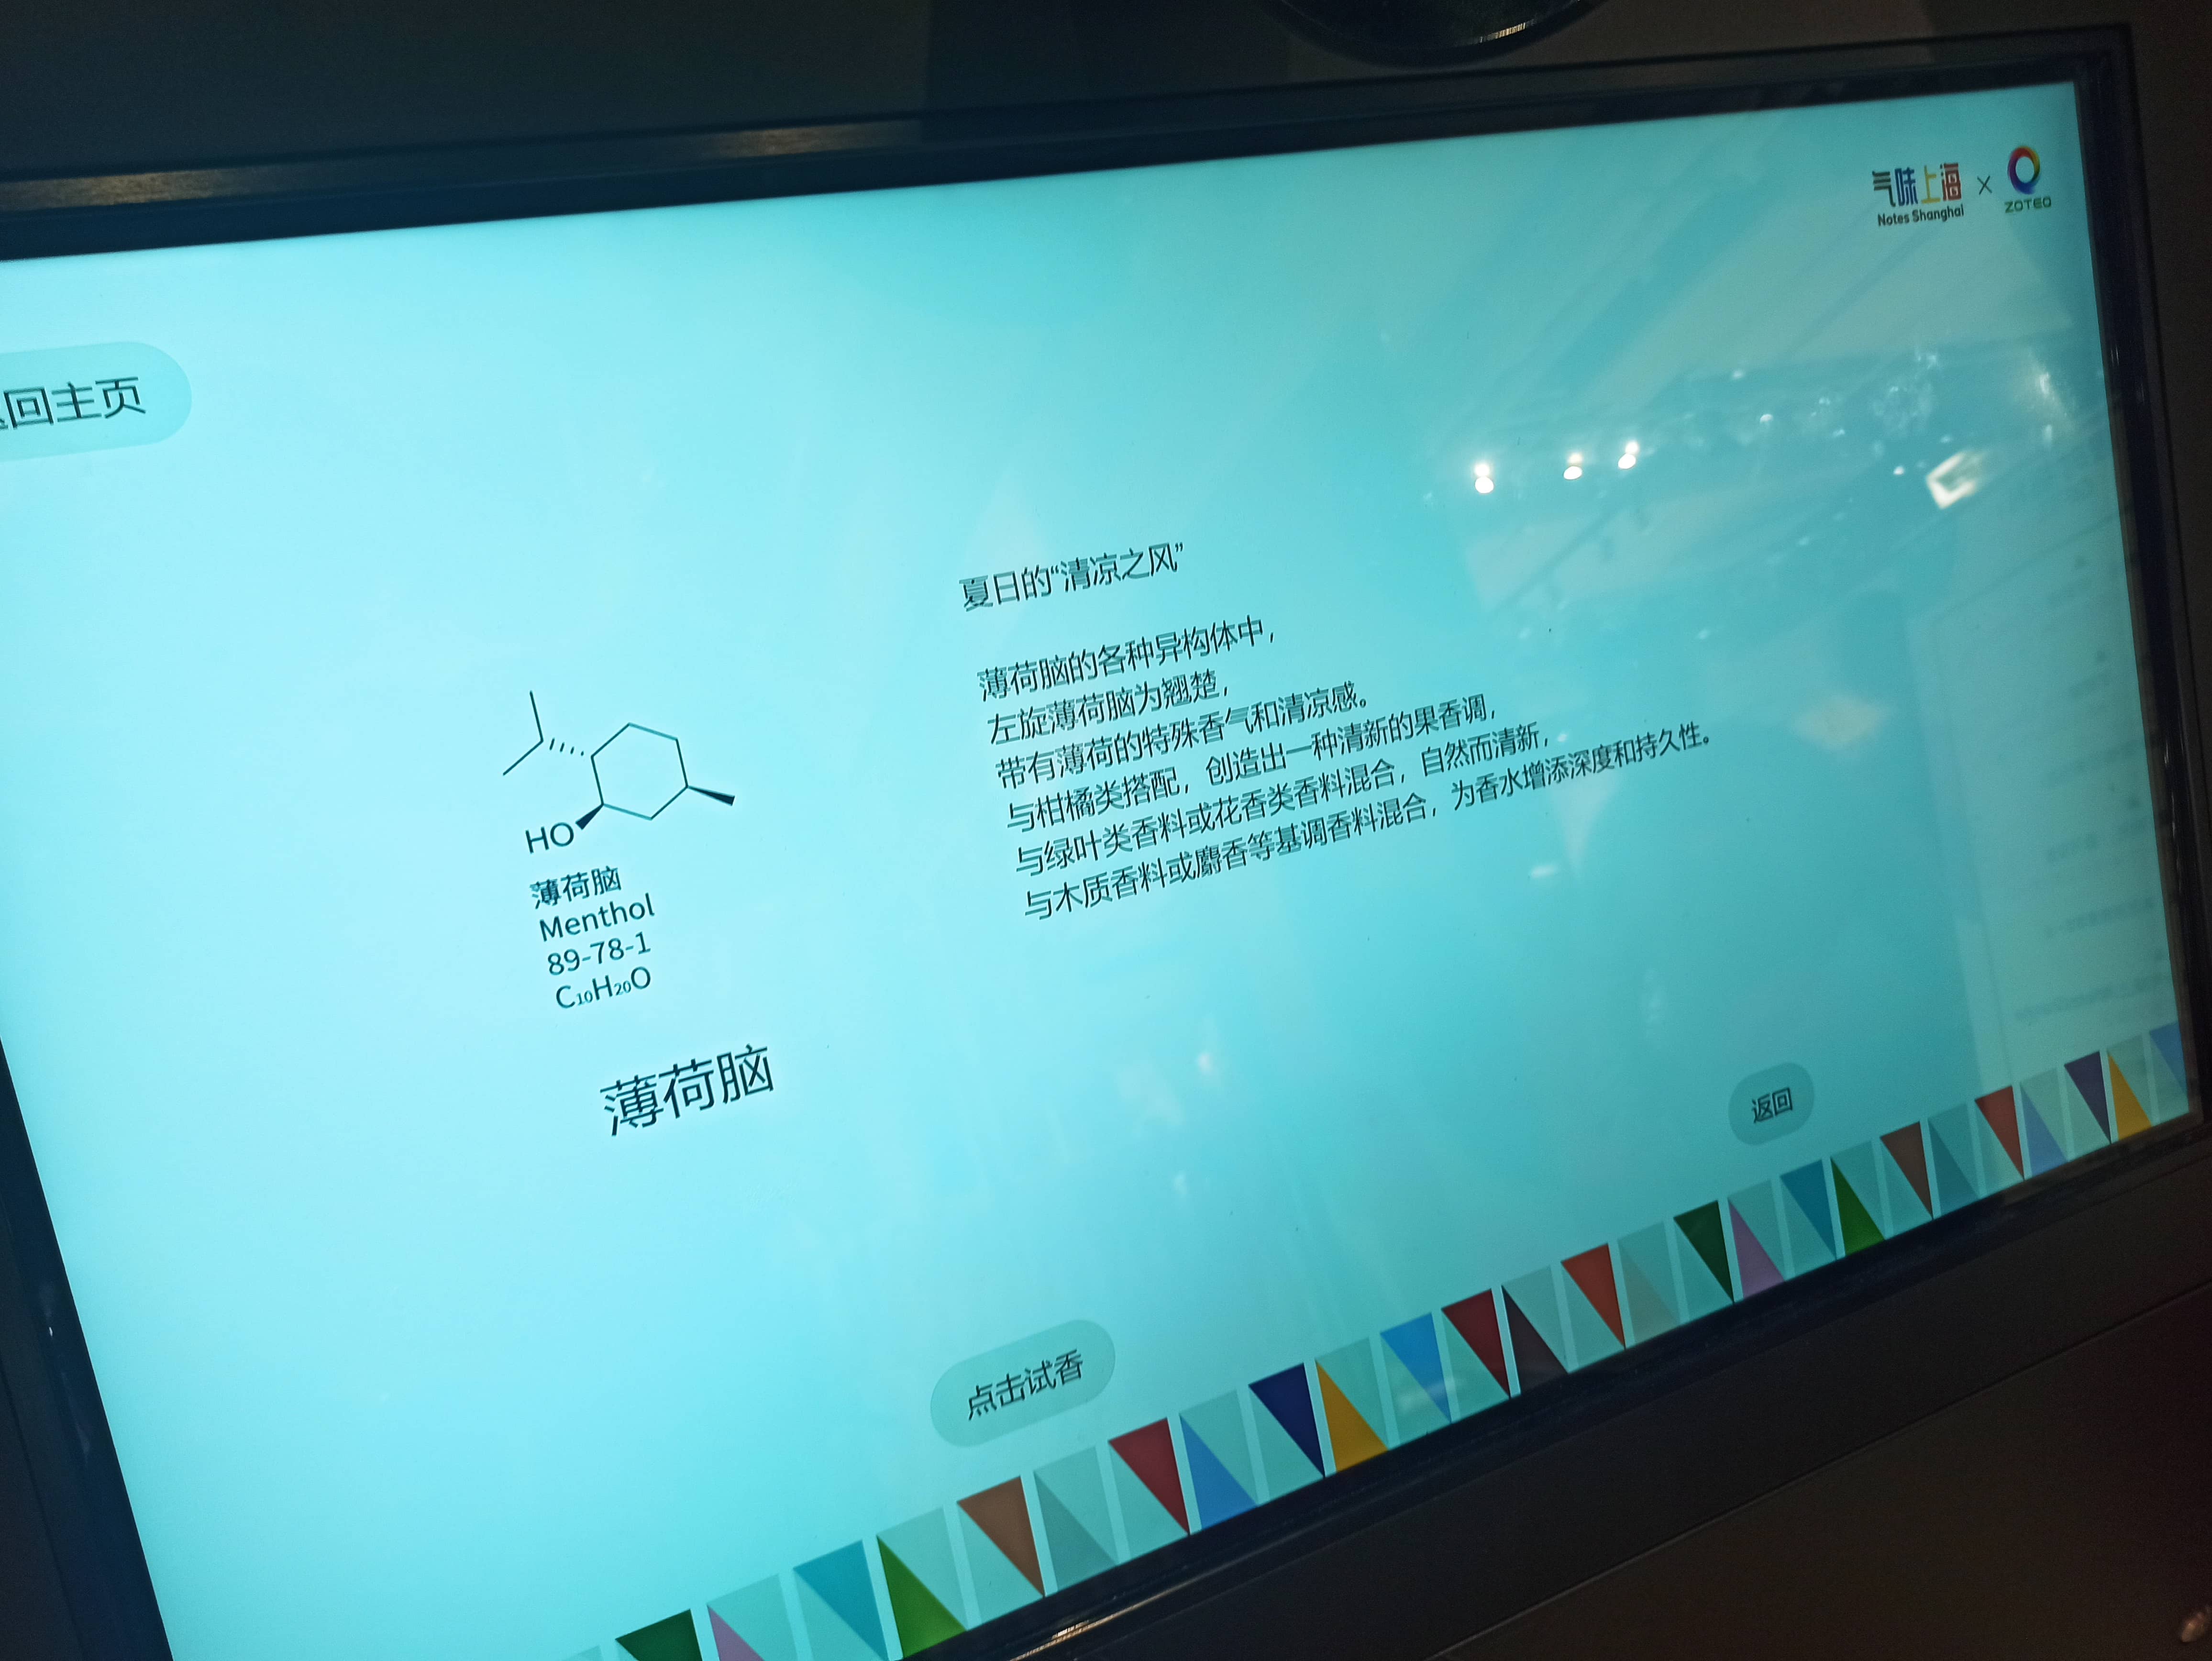 气味上海
Notes Shanghai
×
ZOTEQ
返回主页
夏日的“清凉之风”
薄荷脑的各种异构体中，
左旋薄荷脑为翘楚，
带有薄荷的特殊香气和清凉感。
与柑橘类搭配，创造出一种清新的果香调，
与绿叶类香料或花香类香料混合，自然而清新，
与木质香料或麝香等基调香料混合，为香水增添深度和持久性。
HO
薄荷脑
Menthol
89-78-1
C₁₀H₂₀O
薄荷脑
返回
点击试香